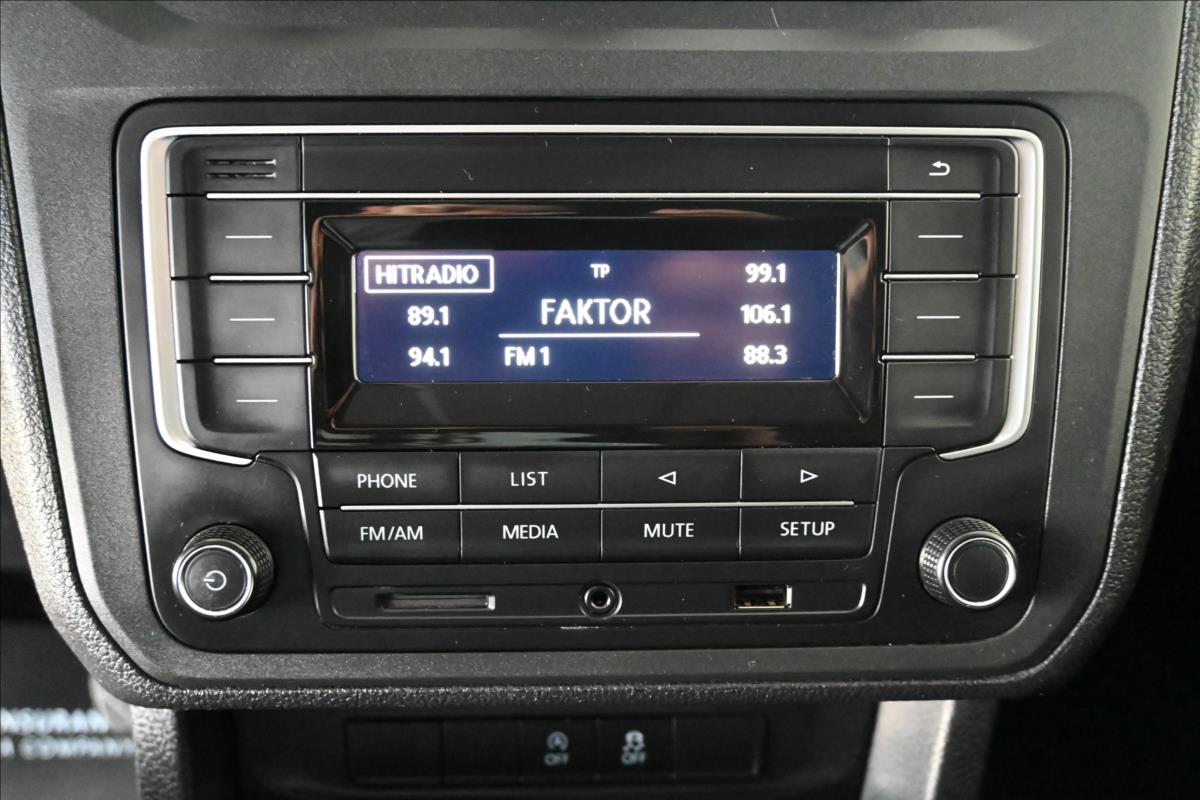 HITRADIO TP 99.1
89.1 FAKTOR 106.1
94.1 FM 1 88.3
PHONE LIST
FM/AM MEDIA MUTE SETUP
OFF OFF